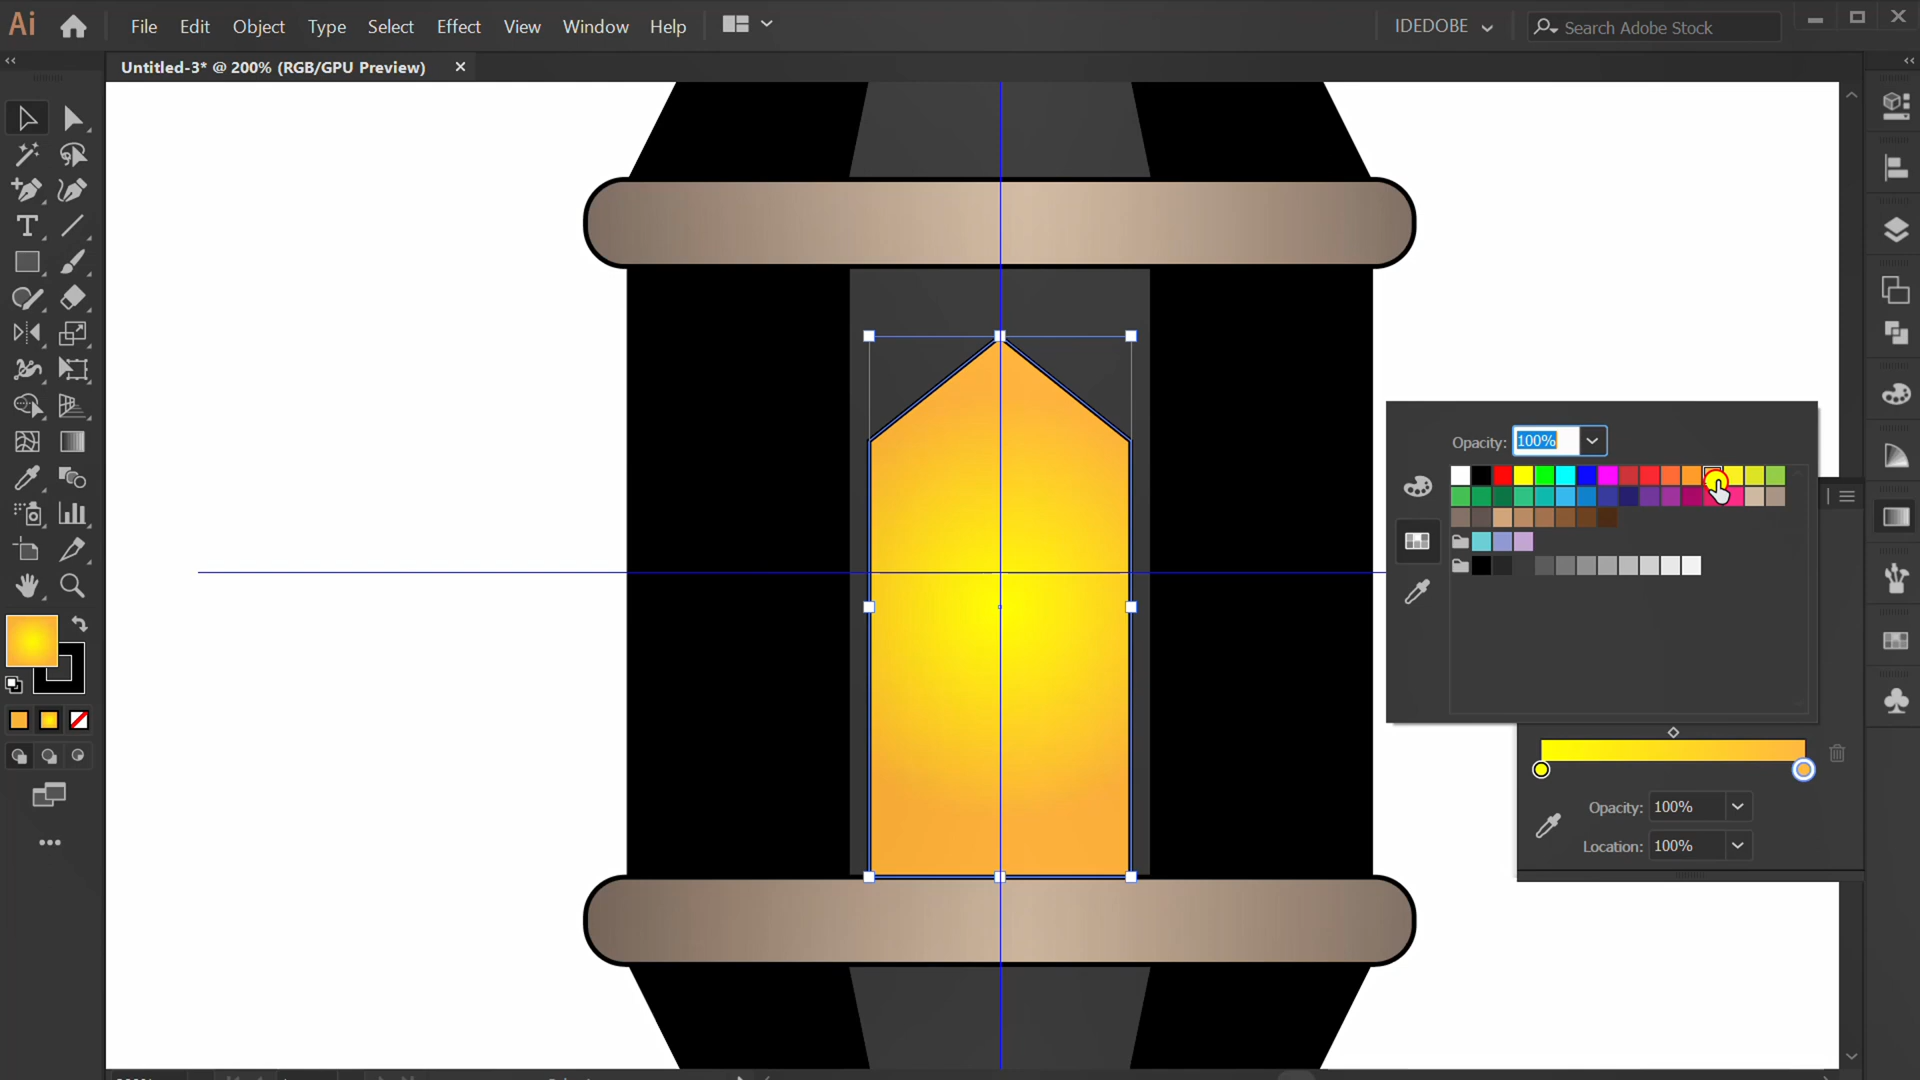 Ai File Edit Object Type Select Effect View Window Help IDEDOBE Search Adobe Stock
Untitled-3* @ 200% (RGB/GPU Preview)
Opacity: 100%
Opacity: 100%
Location: 100%